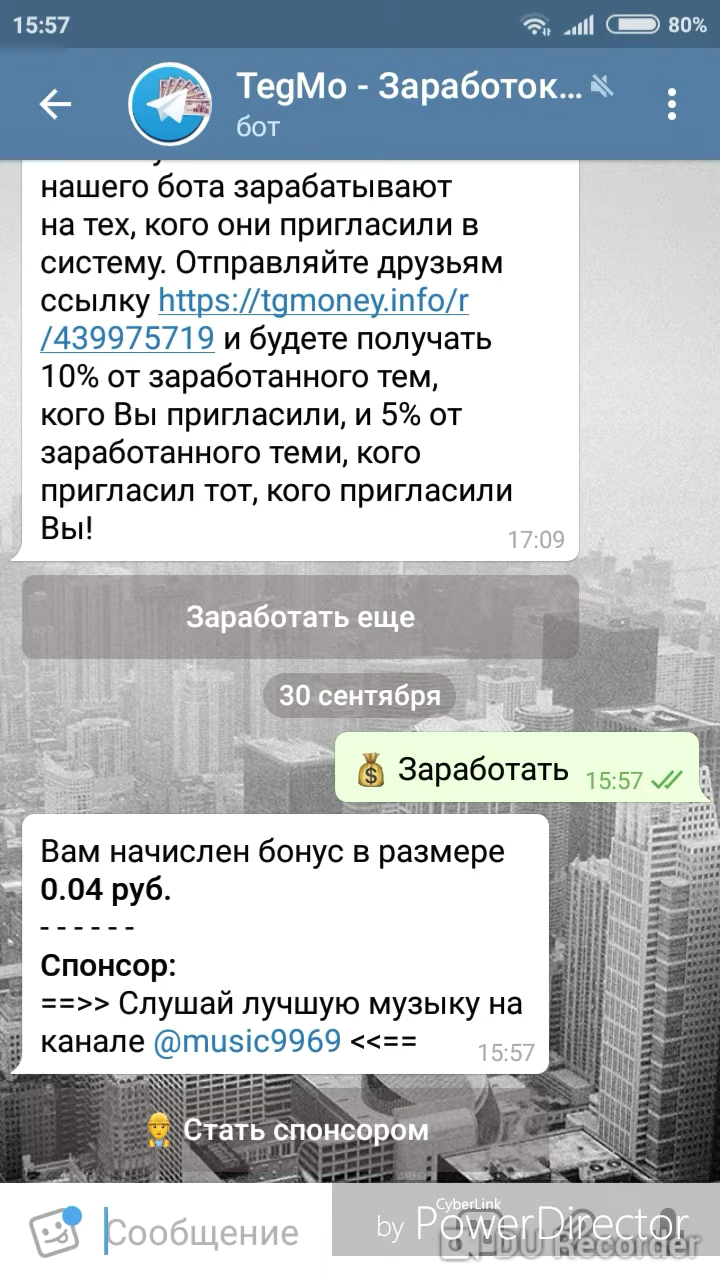 15:57
80%
TegMo - Заработок...
бот
нашего бота зарабатывают
на тех, кого они пригласили в
систему. Отправляйте друзьям
ссылку https://tgmoney.info/r
/439975719 и будете получать
10% от заработанного тем,
кого Вы пригласили, и 5% от
заработанного теми, кого
пригласил тот, кого пригласили
Вы!
17:09
Заработать еще
30 сентября
Заработать 15:57
Вам начислен бонус в размере
0.04 руб.
------
Спонсор:
==>> Слушай лучшую музыку на
канале @music9969 <<==
15:57
Стать спонсором
Сообщение
CyberLink
by PowerDirector
DU Recorder